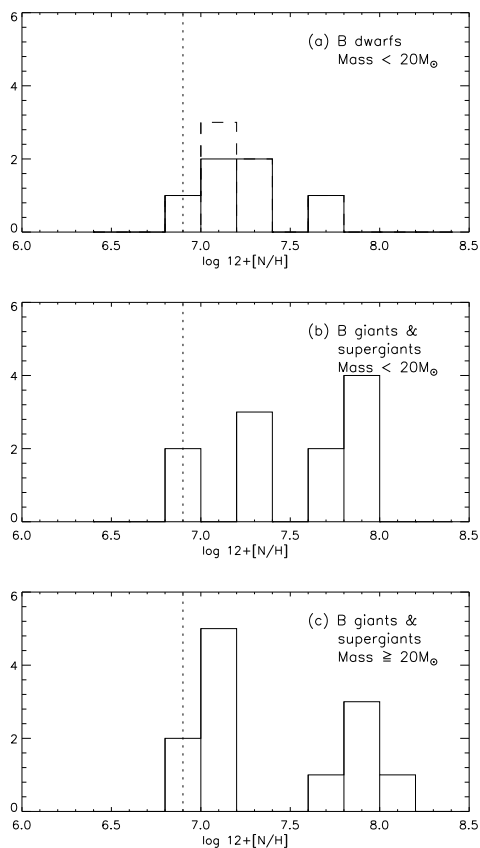 6
(a) B dwarfs
Mass < 20M☉
4
2
0
6.0 6.5 7.0 7.5 8.0 8.5
log 12+[N/H]
6
(b) B giants &
supergiants
Mass < 20M☉
4
2
0
6.0 6.5 7.0 7.5 8.0 8.5
log 12+[N/H]
6
(c) B giants &
supergiants
Mass ≧ 20M☉
4
2
0
6.0 6.5 7.0 7.5 8.0 8.5
log 12+[N/H]